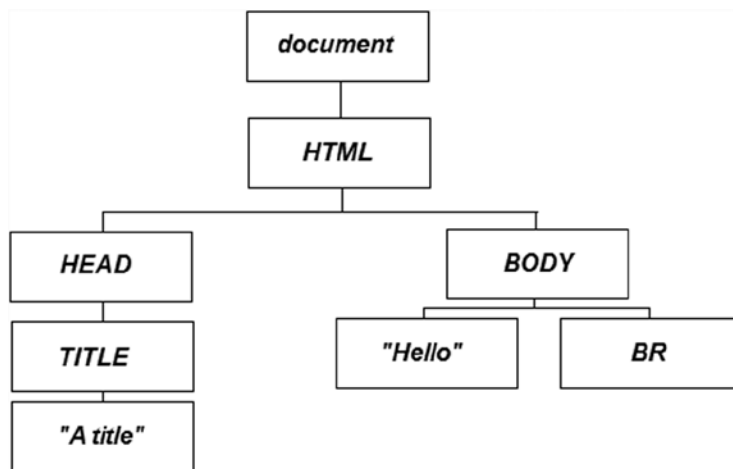 document
HTML
HEAD
BODY
TITLE
"Hello"
BR
"A title"